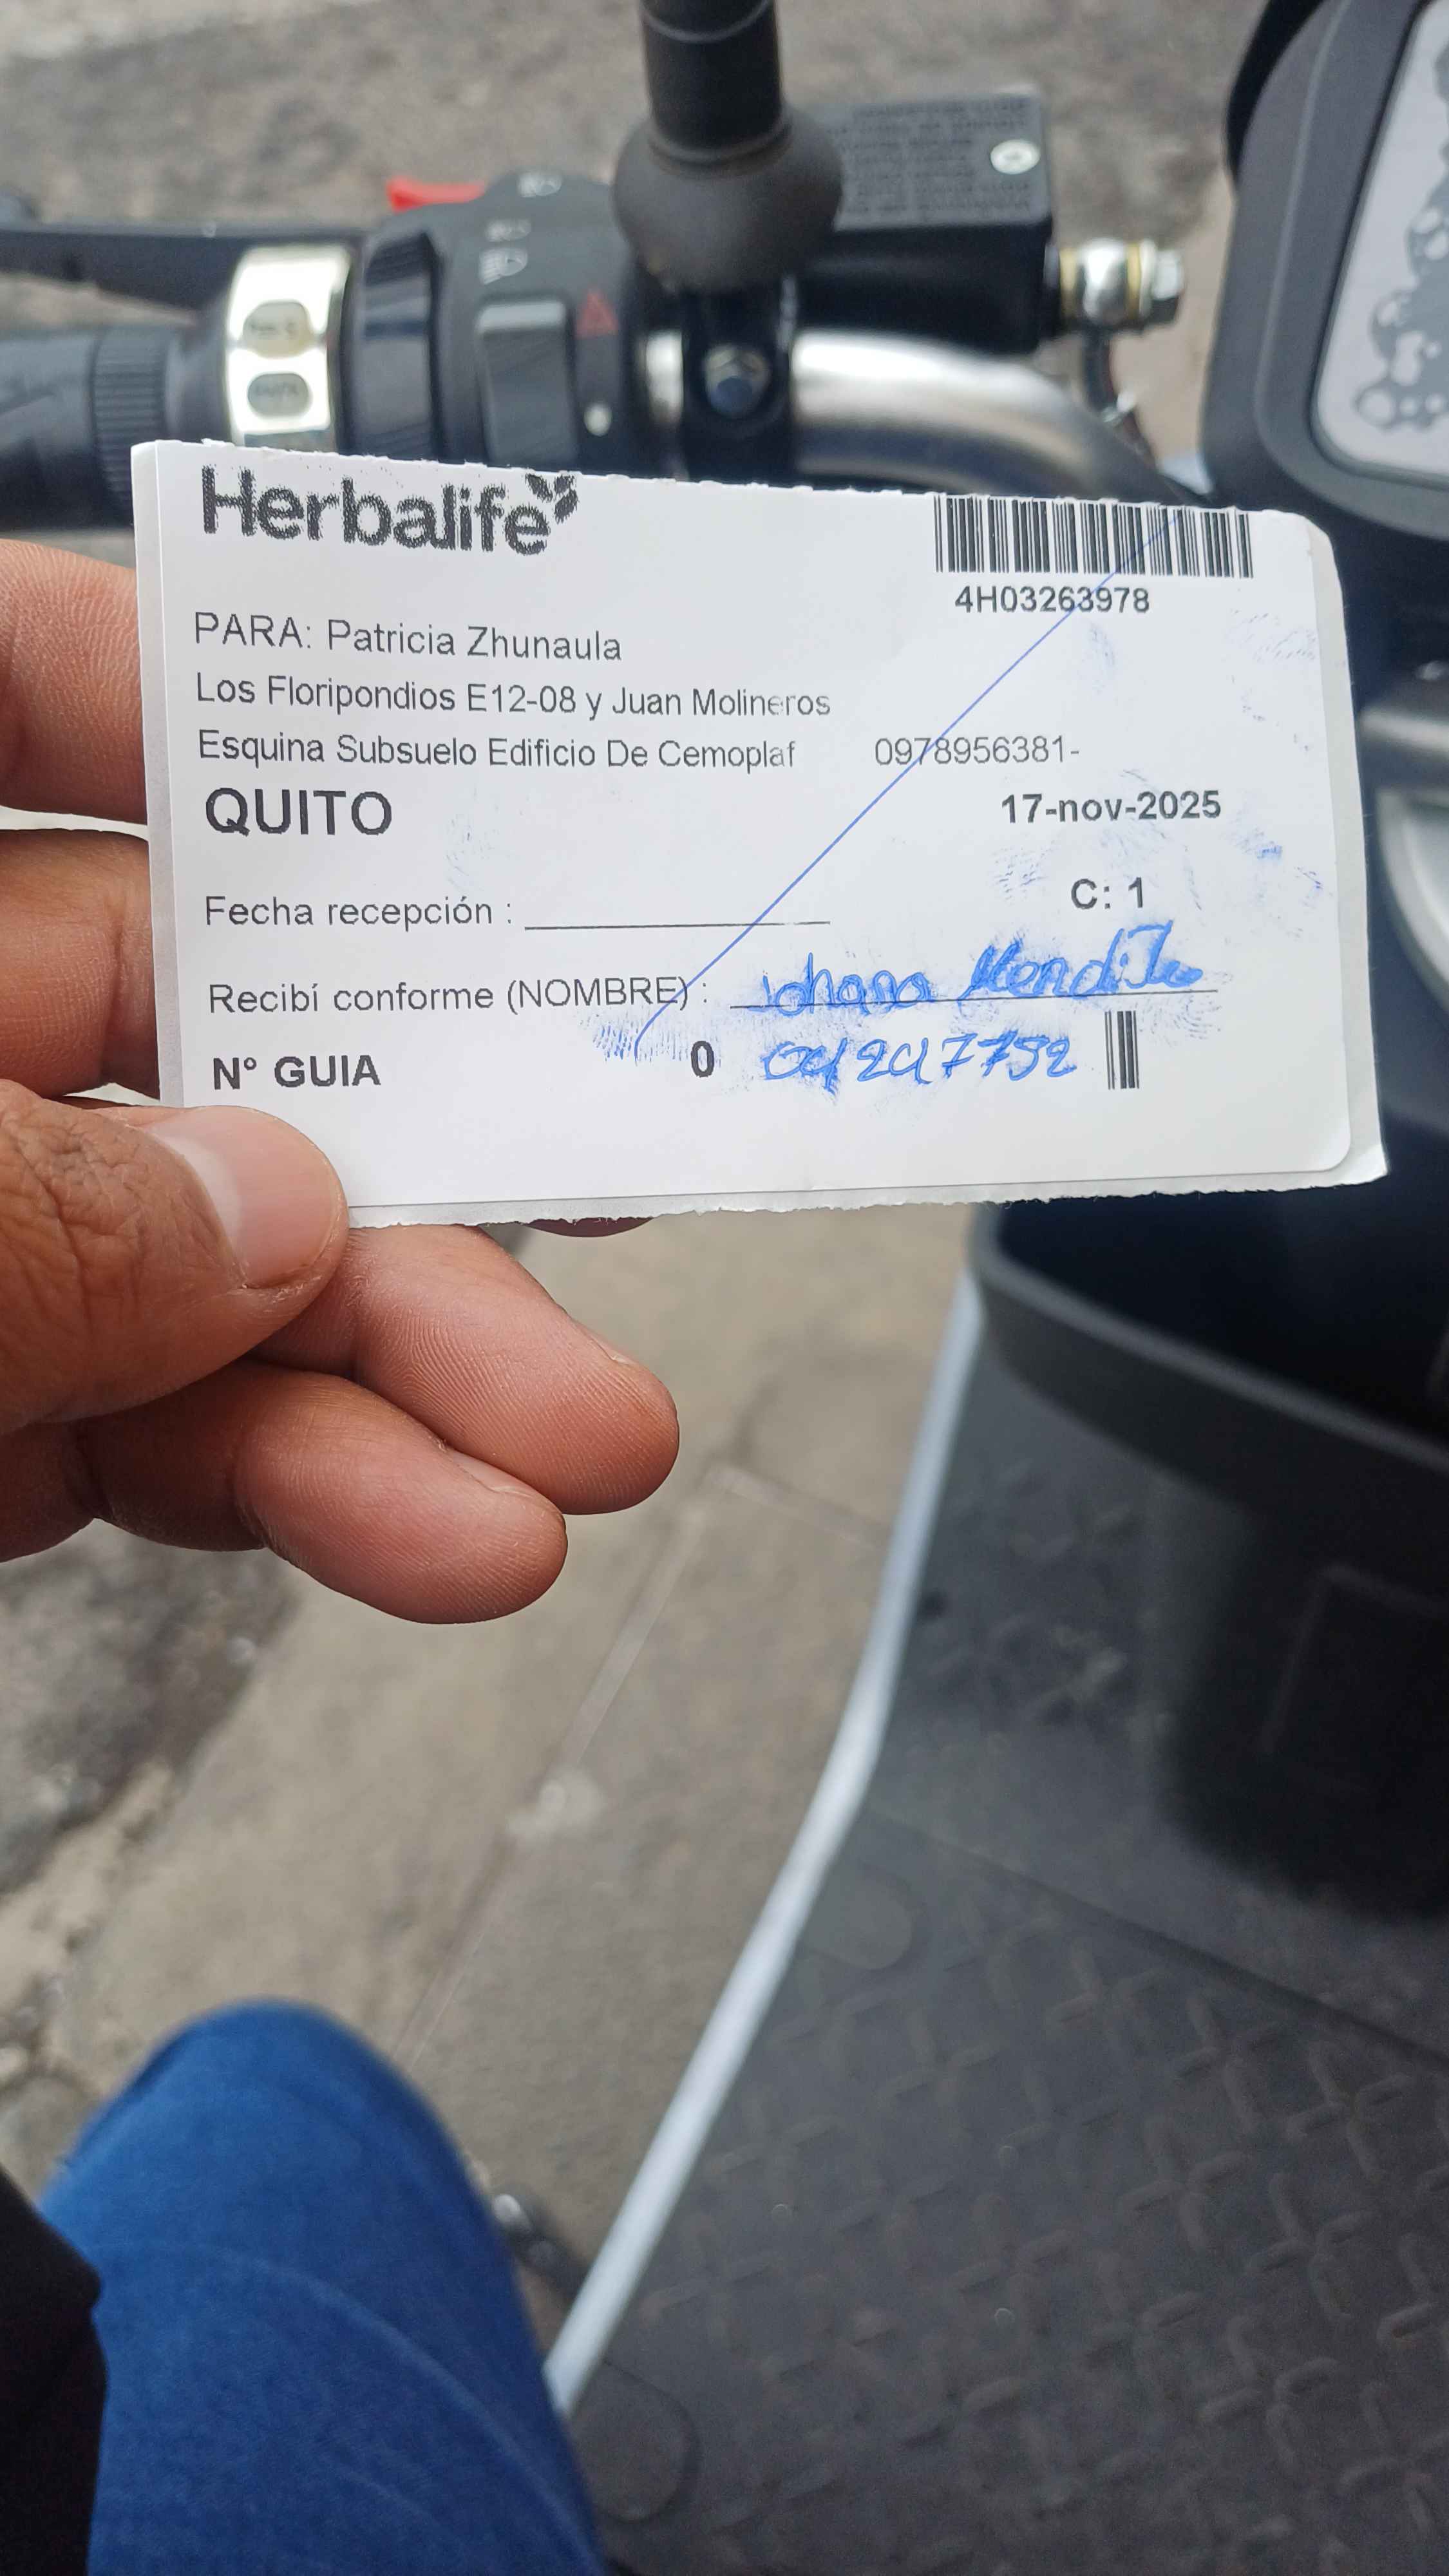 Herbalife
4H03263978
PARA: Patricia Zhunaula
Los Floripondios E12-08 y Juan Molineros
Esquina Subsuelo Edificio De Cemoplaf 0978956381-
QUITO
17-nov-2025
C: 1
Fecha recepción :
Recibí conforme (NOMBRE) : Johana
N° GUIA 0